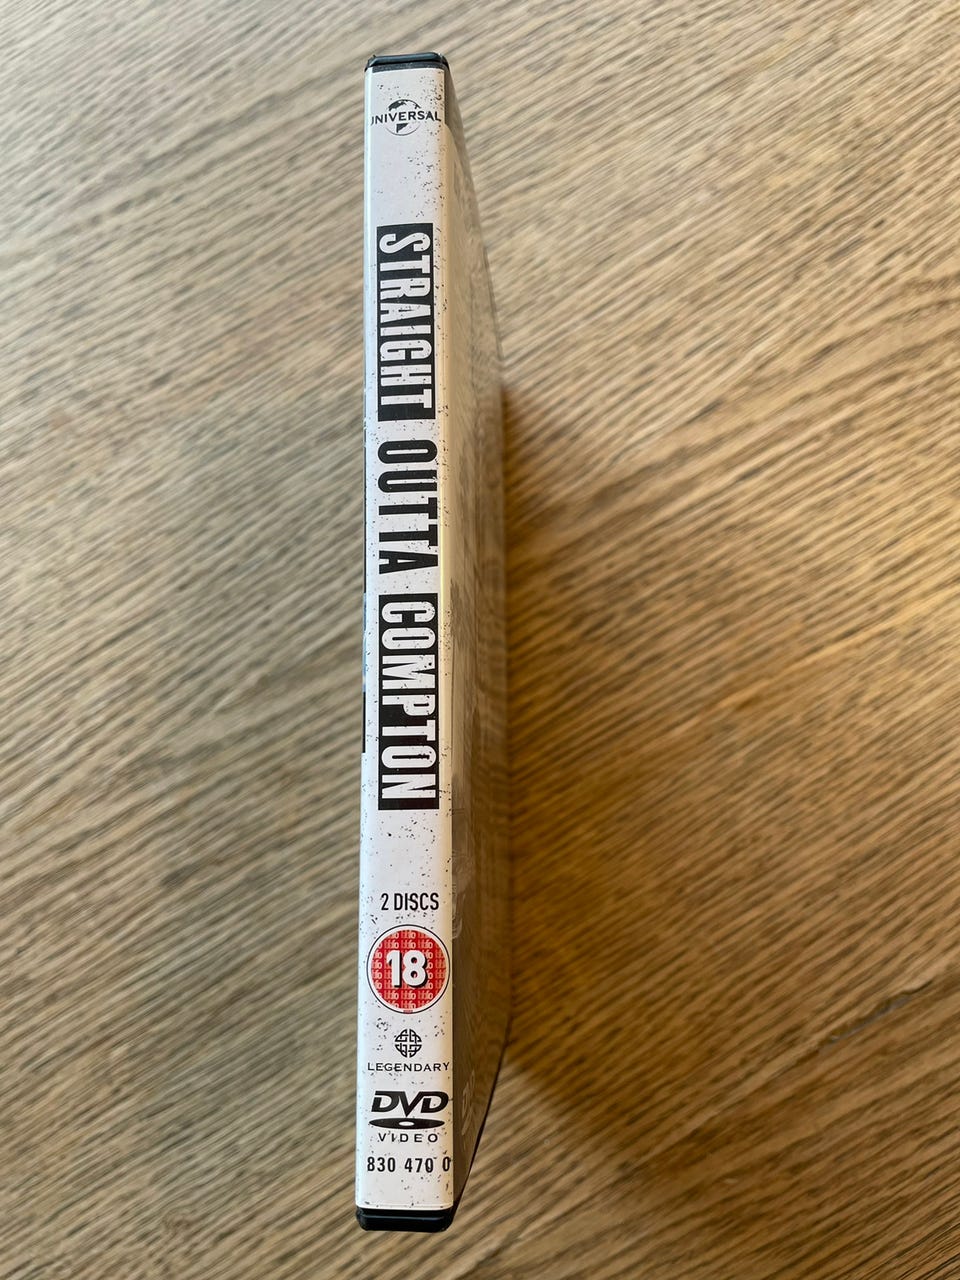 UNIVERSAL
STRAIGHT OUTTA COMPTON
2 DISCS
18
LEGENDARY
DVD
VIDEO
830 470 0